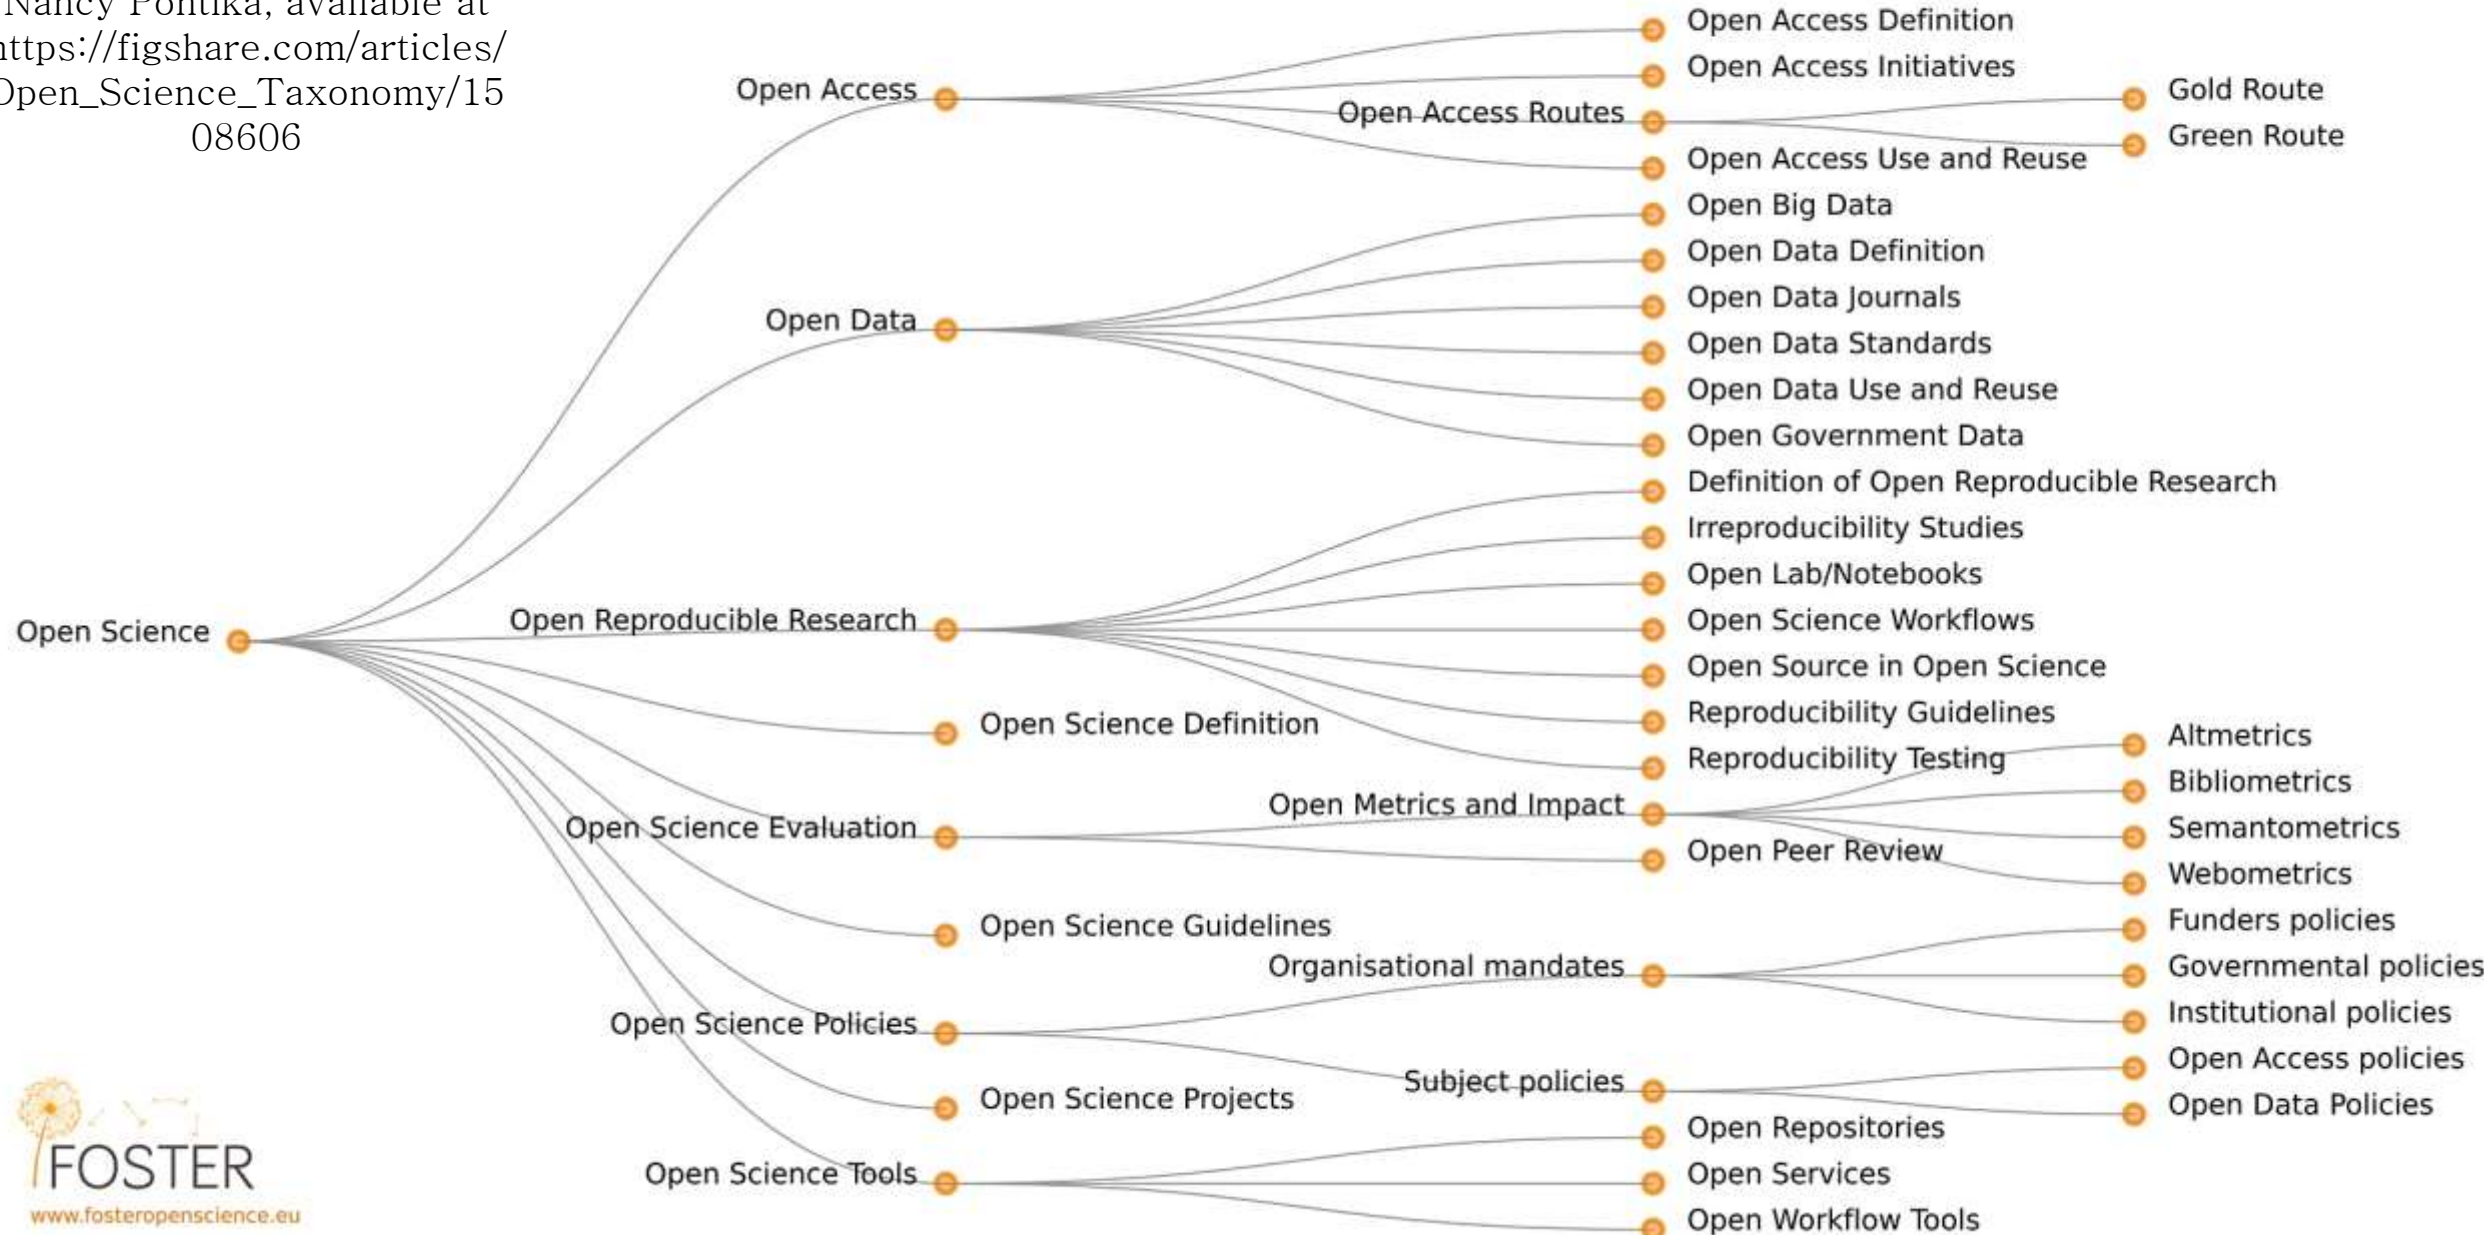 Nancy Pontika, available at
https://figshare.com/articles/
Open_Science_Taxonomy/15
08606
Open Science
Open Access
Open Access Definition
Open Access Initiatives
Open Access Routes
Gold Route
Green Route
Open Access Use and Reuse
Open Data
Open Big Data
Open Data Definition
Open Data Journals
Open Data Standards
Open Data Use and Reuse
Open Government Data
Open Reproducible Research
Definition of Open Reproducible Research
Irreproducibility Studies
Open Lab/Notebooks
Open Science Workflows
Open Source in Open Science
Reproducibility Guidelines
Reproducibility Testing
Open Science Definition
Open Science Evaluation
Open Metrics and Impact
Altmetrics
Bibliometrics
Semantometrics
Webometrics
Open Peer Review
Open Science Guidelines
Open Science Policies
Organisational mandates
Funders policies
Governmental policies
Institutional policies
Subject policies
Open Access policies
Open Data Policies
Open Science Projects
Open Science Tools
Open Repositories
Open Services
Open Workflow Tools
FOSTER
www.fosteropenscience.eu